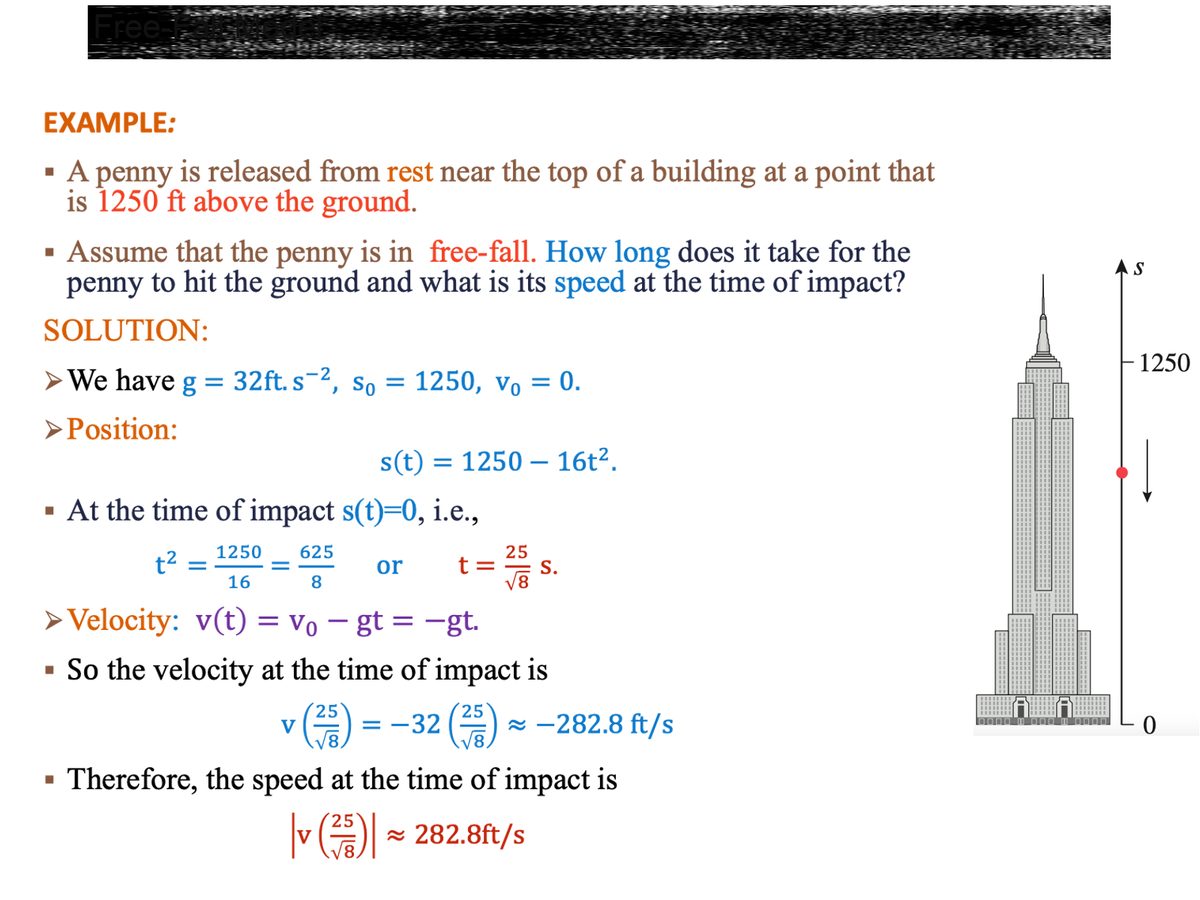 Free-
EXAMPLE:
▪ A penny is released from rest near the top of a building at a point that
is 1250 ft above the ground.
▪ Assume that the penny is in free-fall. How long does it take for the
penny to hit the ground and what is its speed at the time of impact?
SOLUTION:
➢ We have g = 32ft. s⁻², s₀ = 1250, v₀ = 0.
➢ Position:
s(t) = 1250 – 16t².
▪ At the time of impact s(t)=0, i.e.,
t² = 1250/16 = 625/8 or t = 25/√8 s.
➢ Velocity: v(t) = v₀ − gt = −gt.
▪ So the velocity at the time of impact is
v(25/√8) = −32(25/√8) ≈ −282.8 ft/s
▪ Therefore, the speed at the time of impact is
|v(25/√8)| ≈ 282.8ft/s
s
1250
0